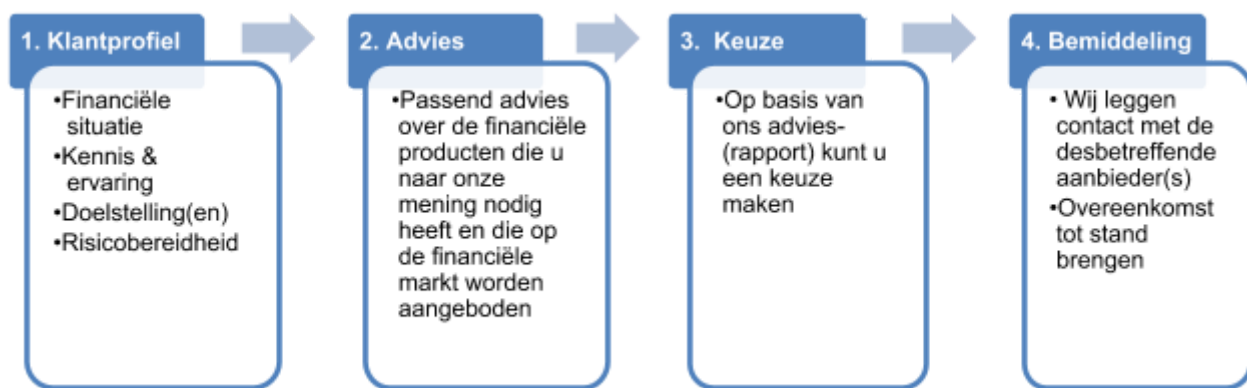 1. Klantprofiel
•Financiële
situatie
•Kennis &
ervaring
•Doelstelling(en)
•Risicobereidheid
2. Advies
•Passend advies
over de financiële
producten die u
naar onze
mening nodig
heeft en die op
de financiële
markt worden
aangeboden
3. Keuze
•Op basis van
ons advies-
(rapport) kunt u
een keuze
maken
4. Bemiddeling
• Wij leggen
contact met de
desbetreffende
aanbieder(s)
•Overeenkomst
tot stand
brengen